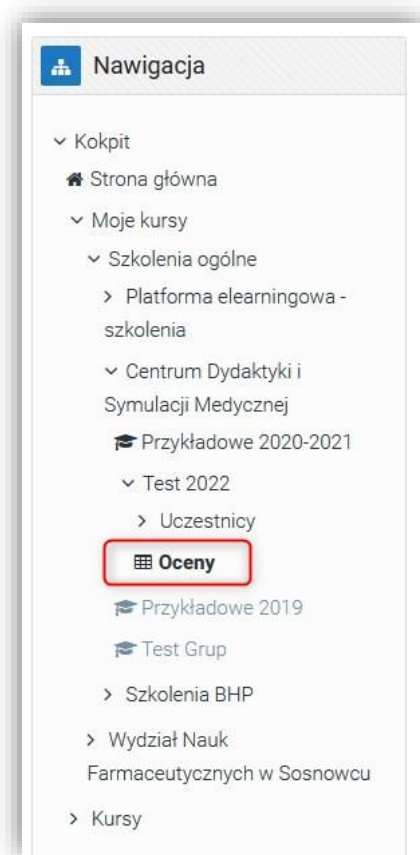 Nawigacja
Kokpit
Strona główna
Moje kursy
Szkolenia ogólne
Platforma elearningowa -
szkolenia
Centrum Dydaktyki i
Symulacji Medycznej
Przykładowe 2020-2021
Test 2022
Uczestnicy
Oceny
Przykładowe 2019
Test Grup
Szkolenia BHP
Wydział Nauk
Farmaceutycznych w Sosnowcu
Kursy